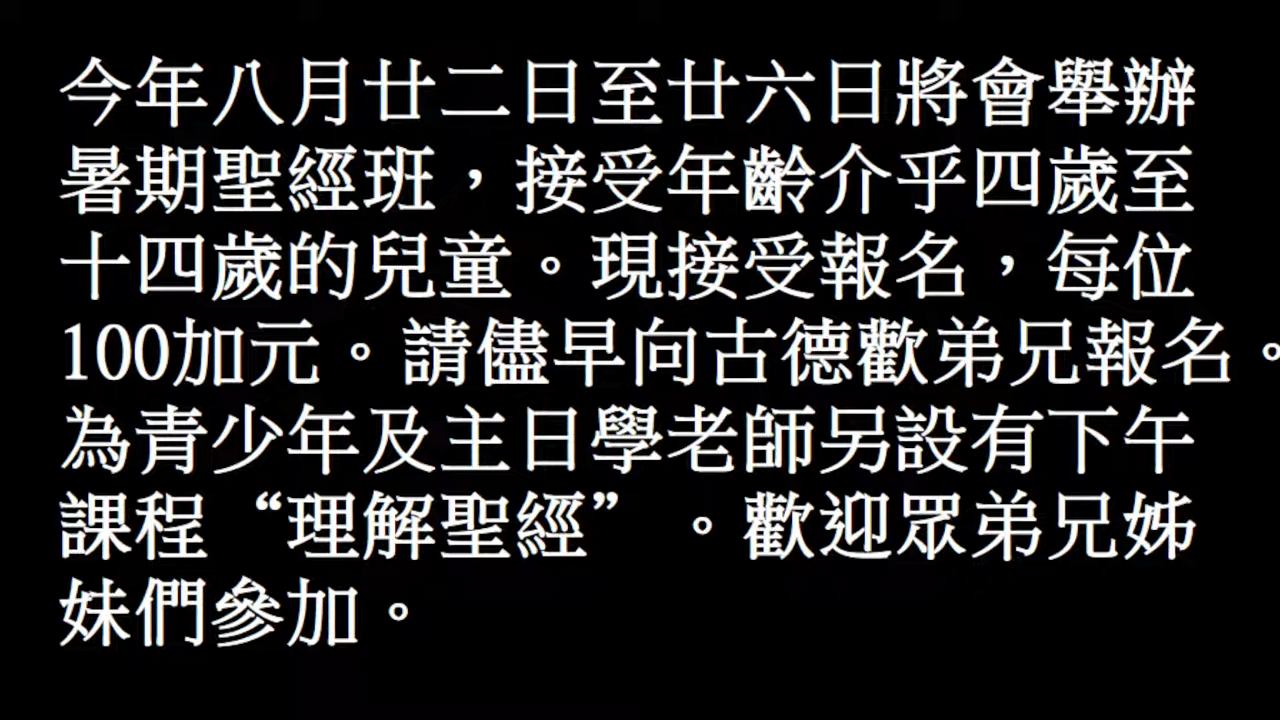 今年八月廿二日至廿六日將會舉辦
暑期聖經班，接受年齡介乎四歲至
十四歲的兒童。現接受報名，每位
100加元。請儘早向古德歡弟兄報名。
為青少年及主日學老師另設有下午
課程“理解聖經”。歡迎眾弟兄姊
妹們參加。